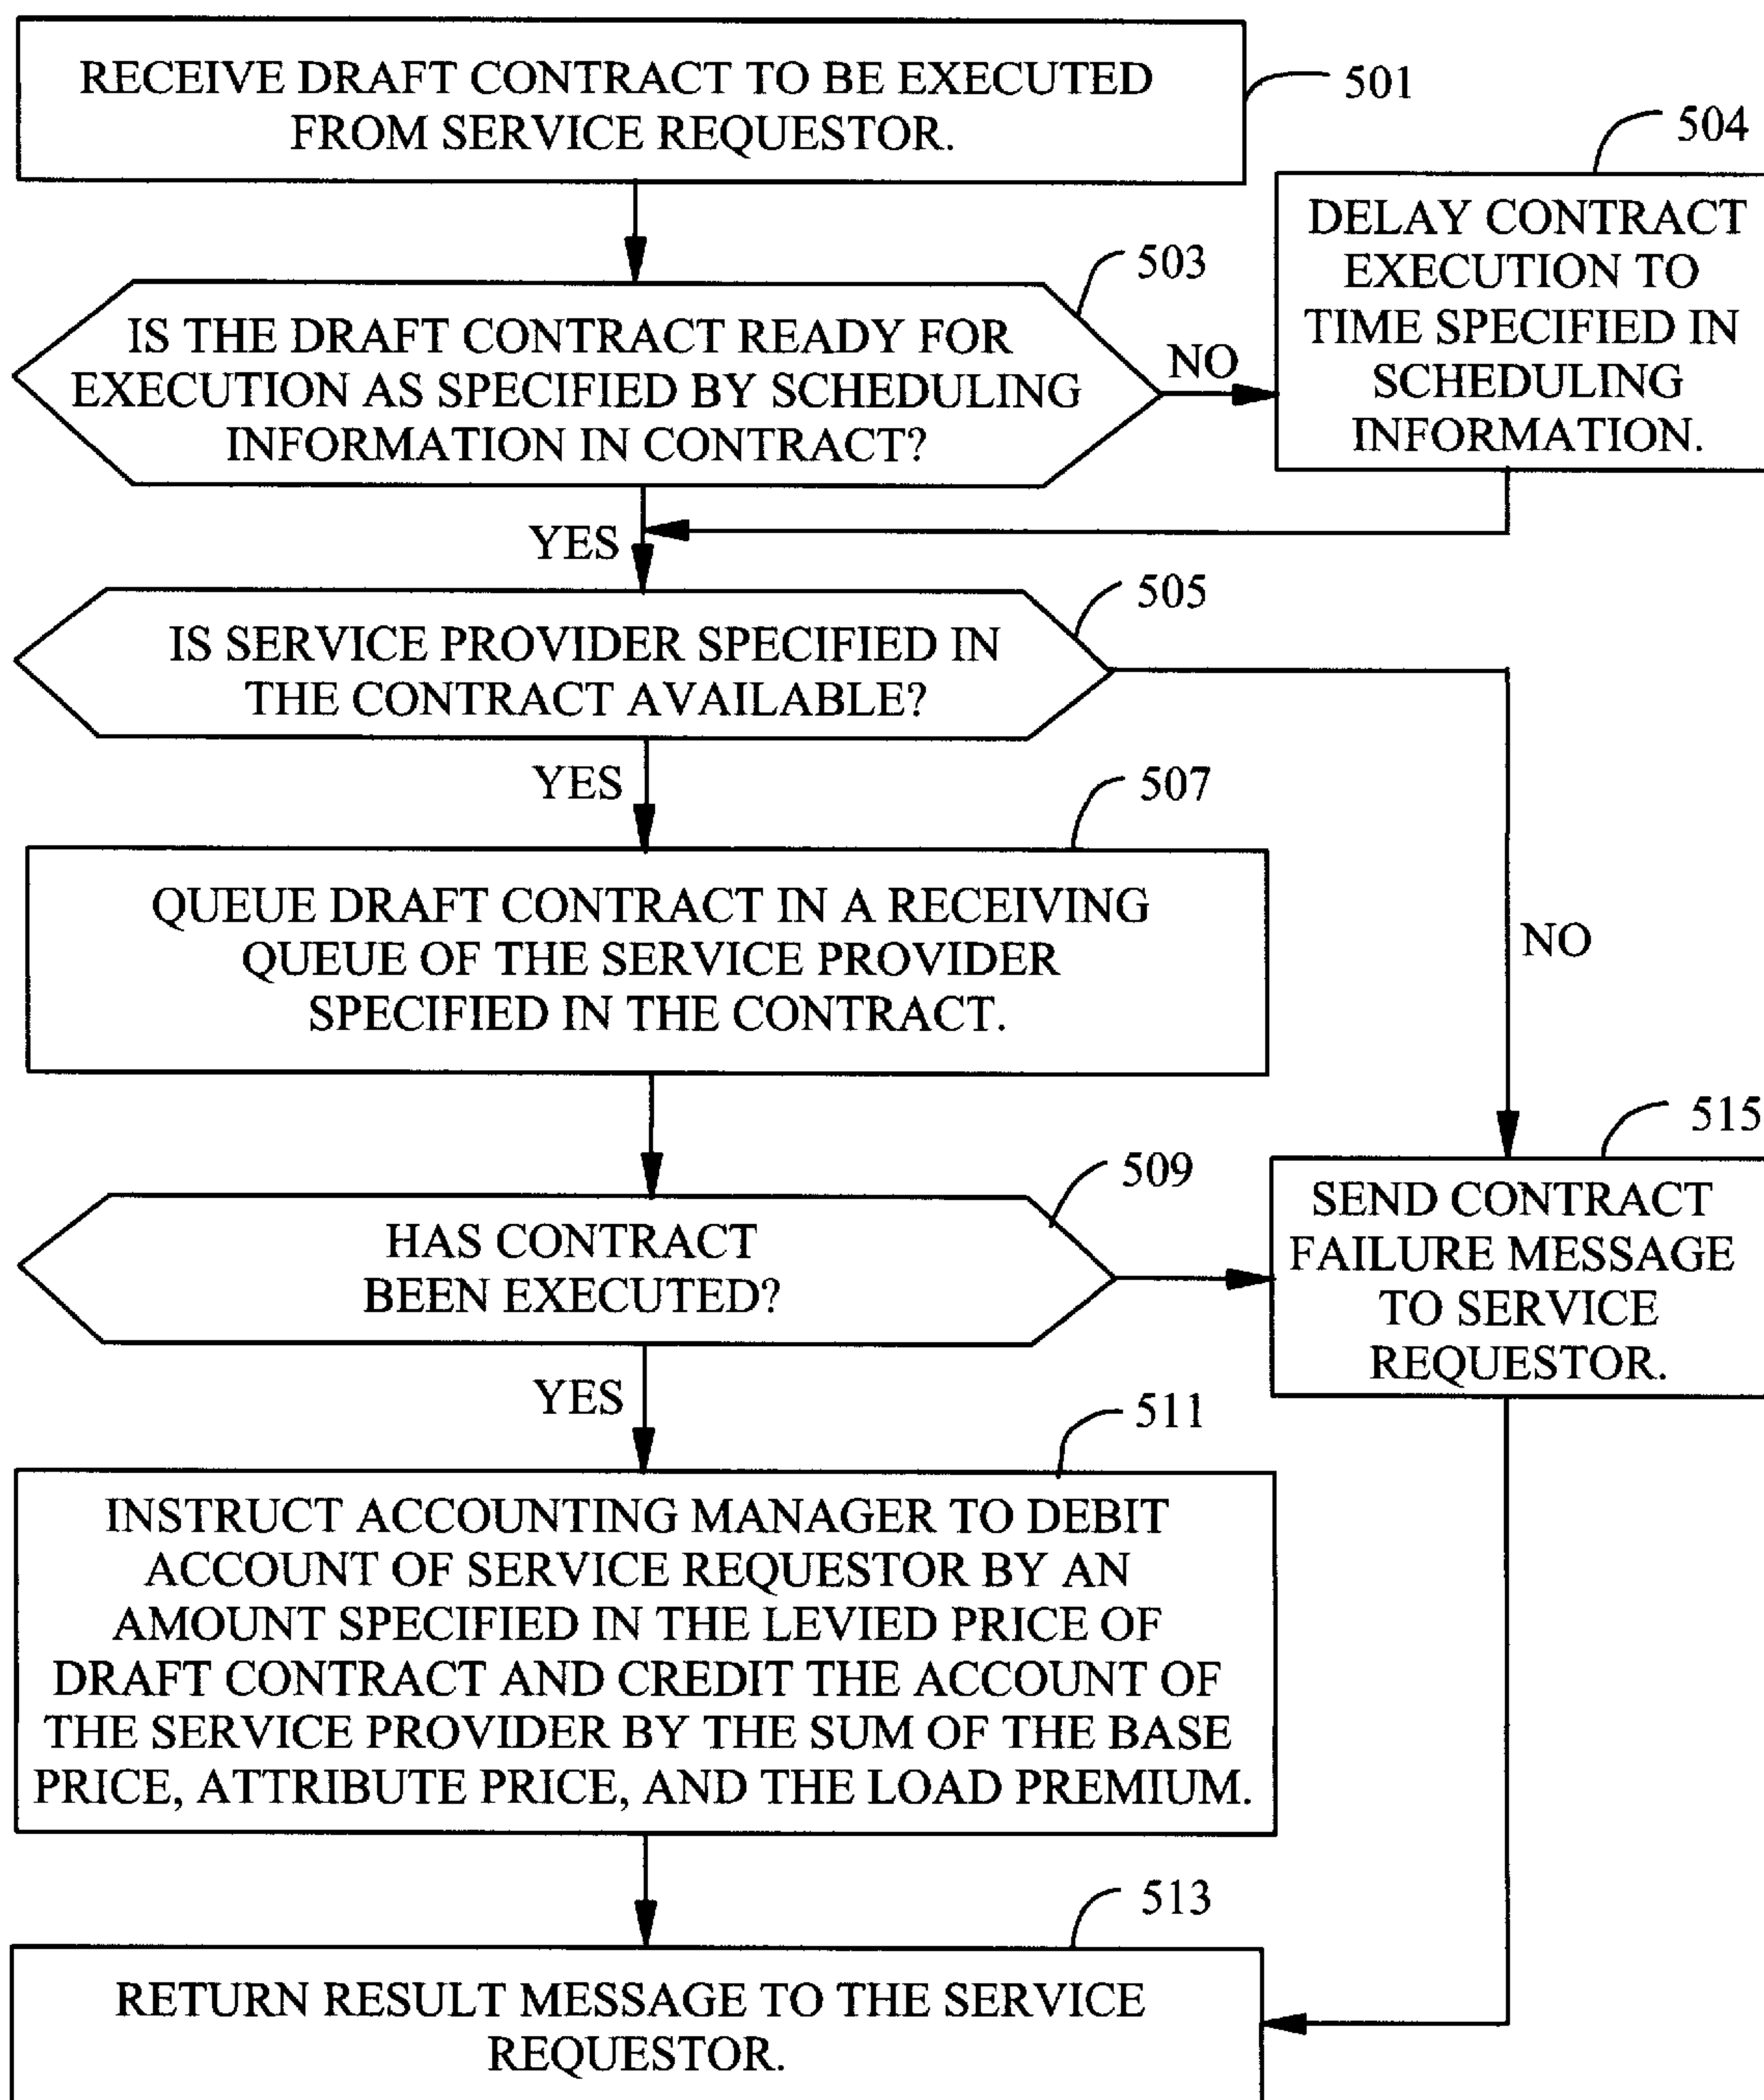 RECEIVE DRAFT CONTRACT TO BE EXECUTED
FROM SERVICE REQUESTOR.
501
504
DELAY CONTRACT
EXECUTION TO
TIME SPECIFIED IN
SCHEDULING
INFORMATION.
503
IS THE DRAFT CONTRACT READY FOR
EXECUTION AS SPECIFIED BY SCHEDULING
INFORMATION IN CONTRACT?
NO
YES
505
IS SERVICE PROVIDER SPECIFIED IN
THE CONTRACT AVAILABLE?
YES
NO
507
QUEUE DRAFT CONTRACT IN A RECEIVING
QUEUE OF THE SERVICE PROVIDER
SPECIFIED IN THE CONTRACT.
509
HAS CONTRACT
BEEN EXECUTED?
515
SEND CONTRACT
FAILURE MESSAGE
TO SERVICE
REQUESTOR.
YES
511
INSTRUCT ACCOUNTING MANAGER TO DEBIT
ACCOUNT OF SERVICE REQUESTOR BY AN
AMOUNT SPECIFIED IN THE LEVIED PRICE OF
DRAFT CONTRACT AND CREDIT THE ACCOUNT OF
THE SERVICE PROVIDER BY THE SUM OF THE BASE
PRICE, ATTRIBUTE PRICE, AND THE LOAD PREMIUM.
513
RETURN RESULT MESSAGE TO THE SERVICE
REQUESTOR.